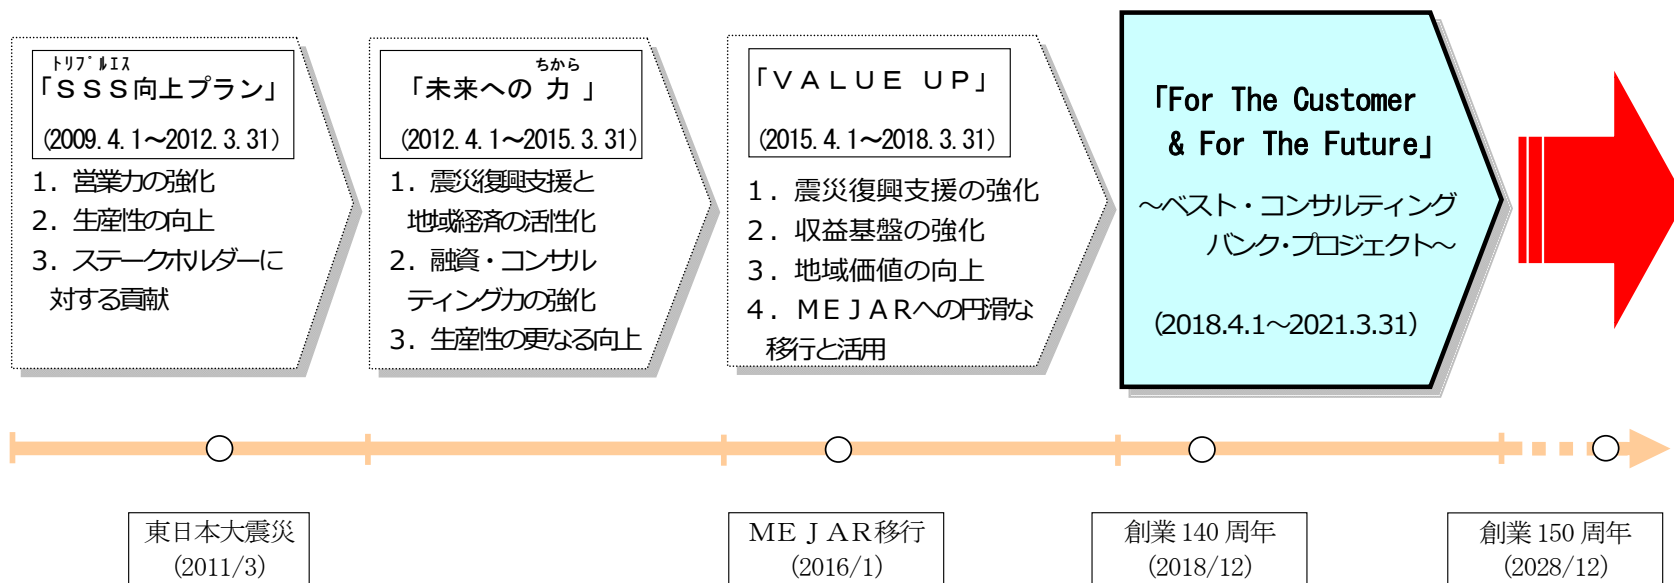 トリプルエス
「ＳＳＳ向上プラン」
(2009.4.1～2012.3.31)
１．営業力の強化
２．生産性の向上
３．ステークホルダーに
対する貢献
ちから
「未来への 力 」
(2012.4.1～2015.3.31)
１．震災復興支援と
地域経済の活性化
２．融資・コンサル
ティング力の強化
３．生産性の更なる向上
「ＶＡＬＵＥ ＵＰ」
(2015.4.1～2018.3.31)
１．震災復興支援の強化
２．収益基盤の強化
３．地域価値の向上
４．ＭＥＪＡＲへの円滑な
移行と活用
「For The Customer
& For The Future」
～ベスト・コンサルティング
バンク・プロジェクト～
(2018.4.1～2021.3.31)
東日本大震災
(2011/3)
ＭＥＪＡＲ移行
(2016/1)
創業 140 周年
(2018/12)
創業 150 周年
(2028/12)